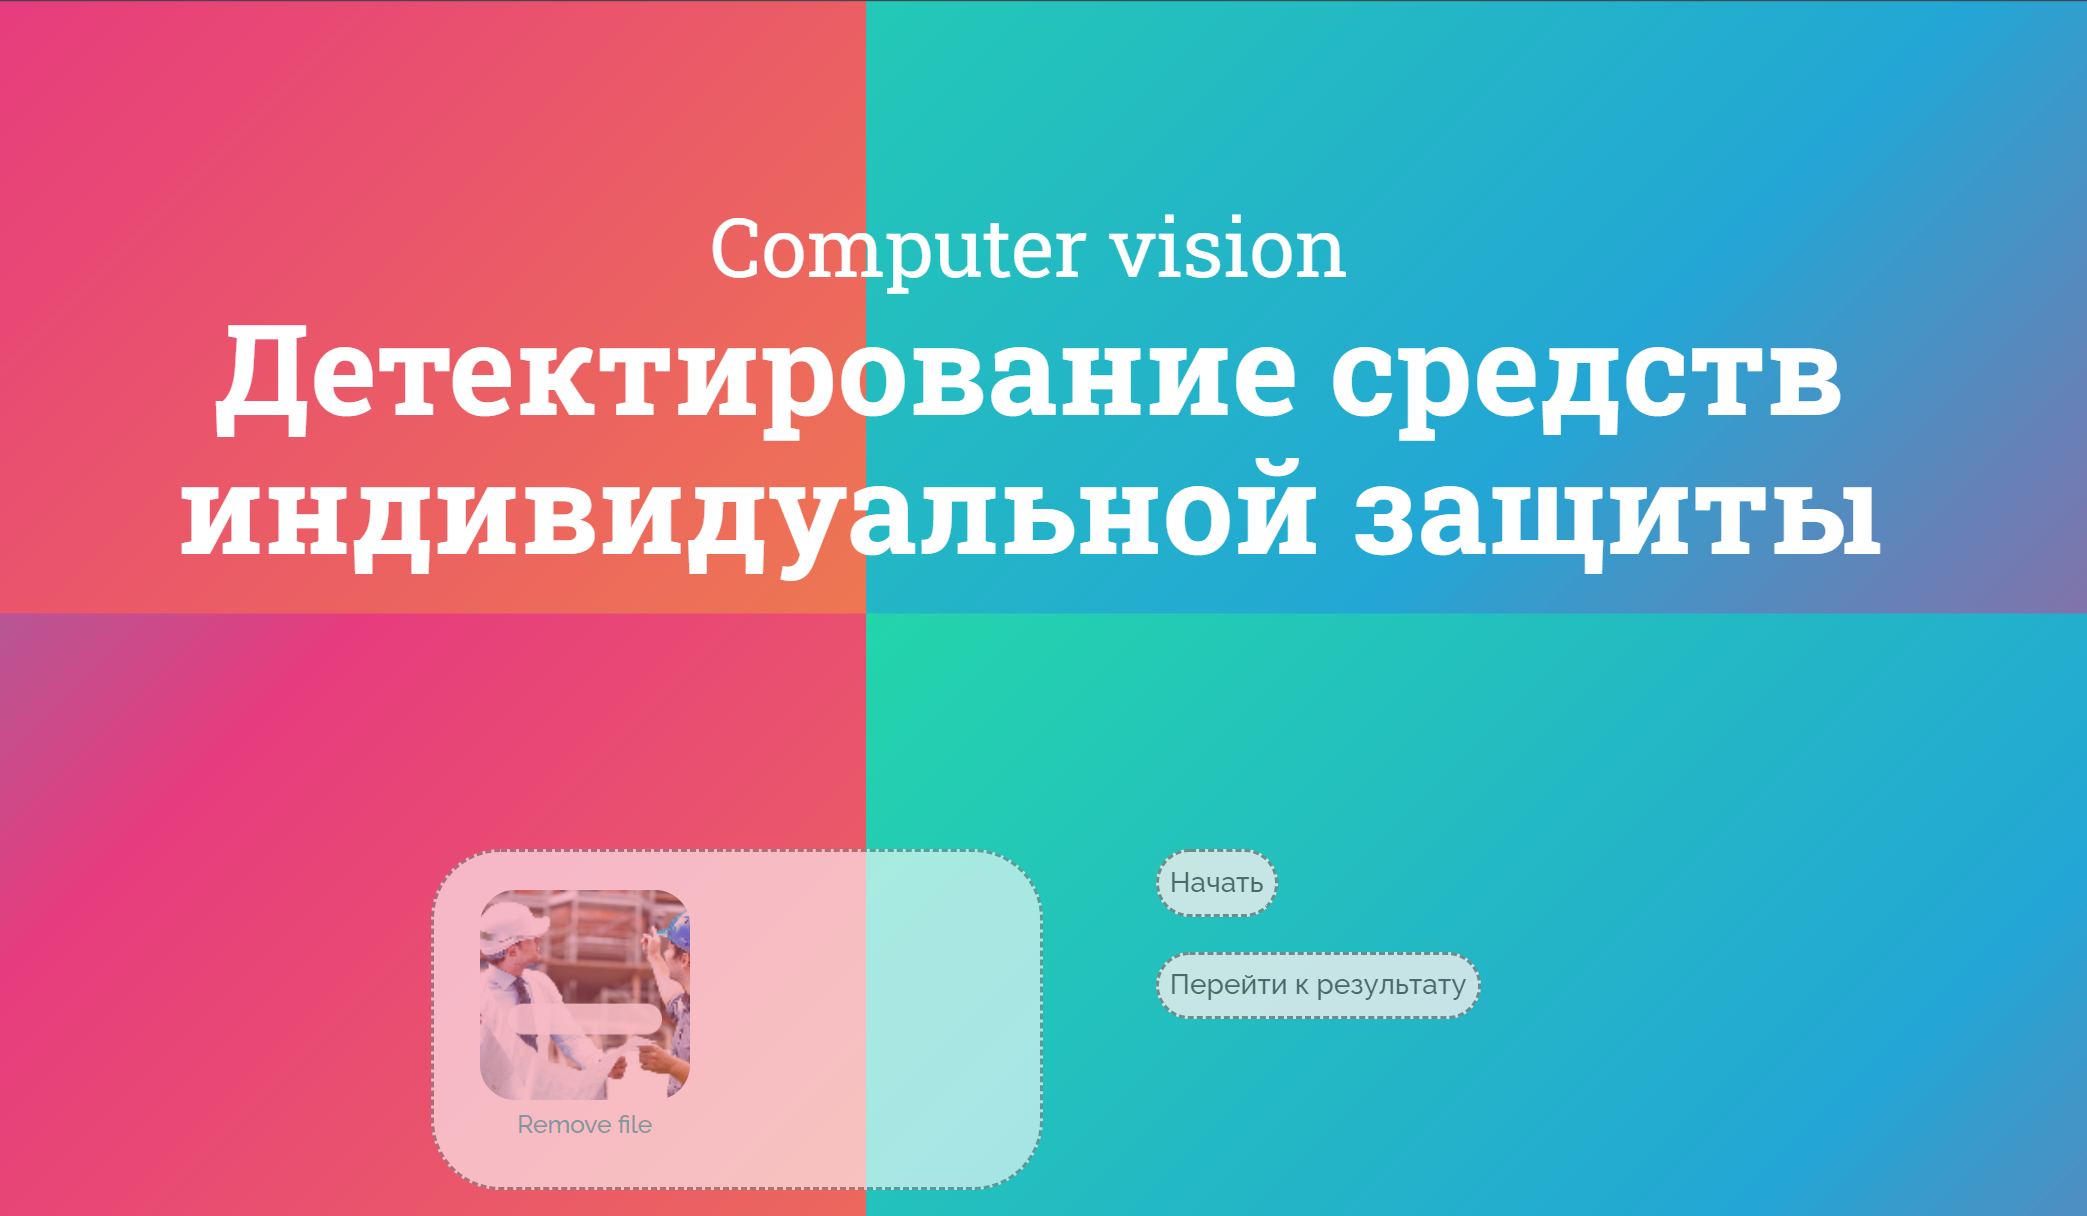 Computer vision
Детектирование средств
индивидуальной защиты
Начать
Перейти к результату
Remove file